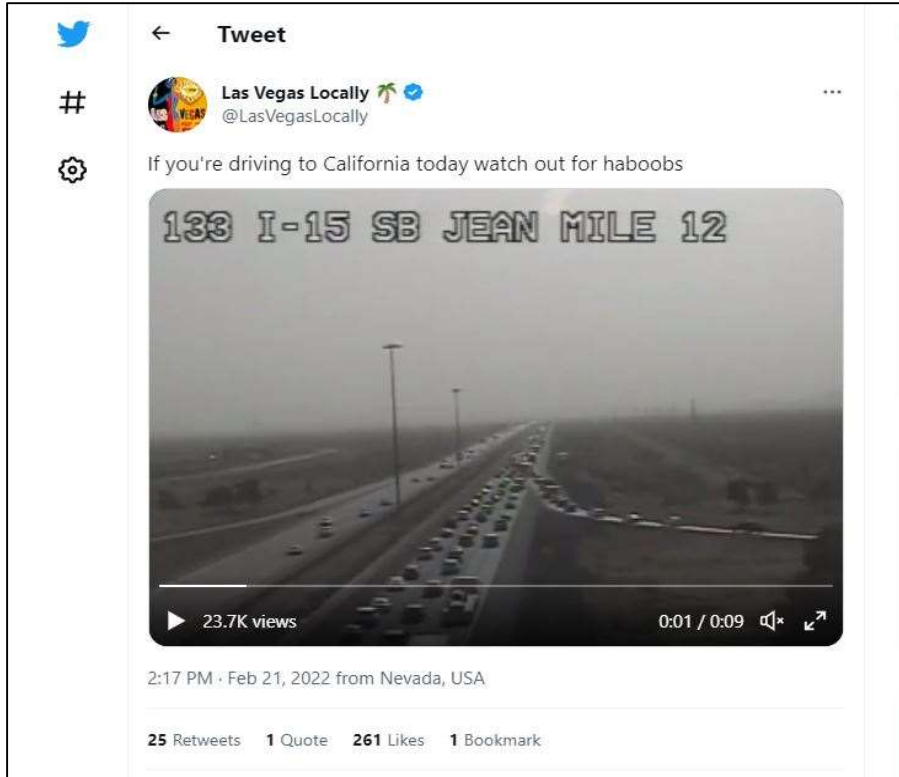 Tweet
Las Vegas Locally
@LasVegasLocally
If you're driving to California today watch out for haboobs
133 I-15 SB JEAN MILE 12
23.7K views
0:01 / 0:09
2:17 PM · Feb 21, 2022 from Nevada, USA
25 Retweets 1 Quote 261 Likes 1 Bookmark